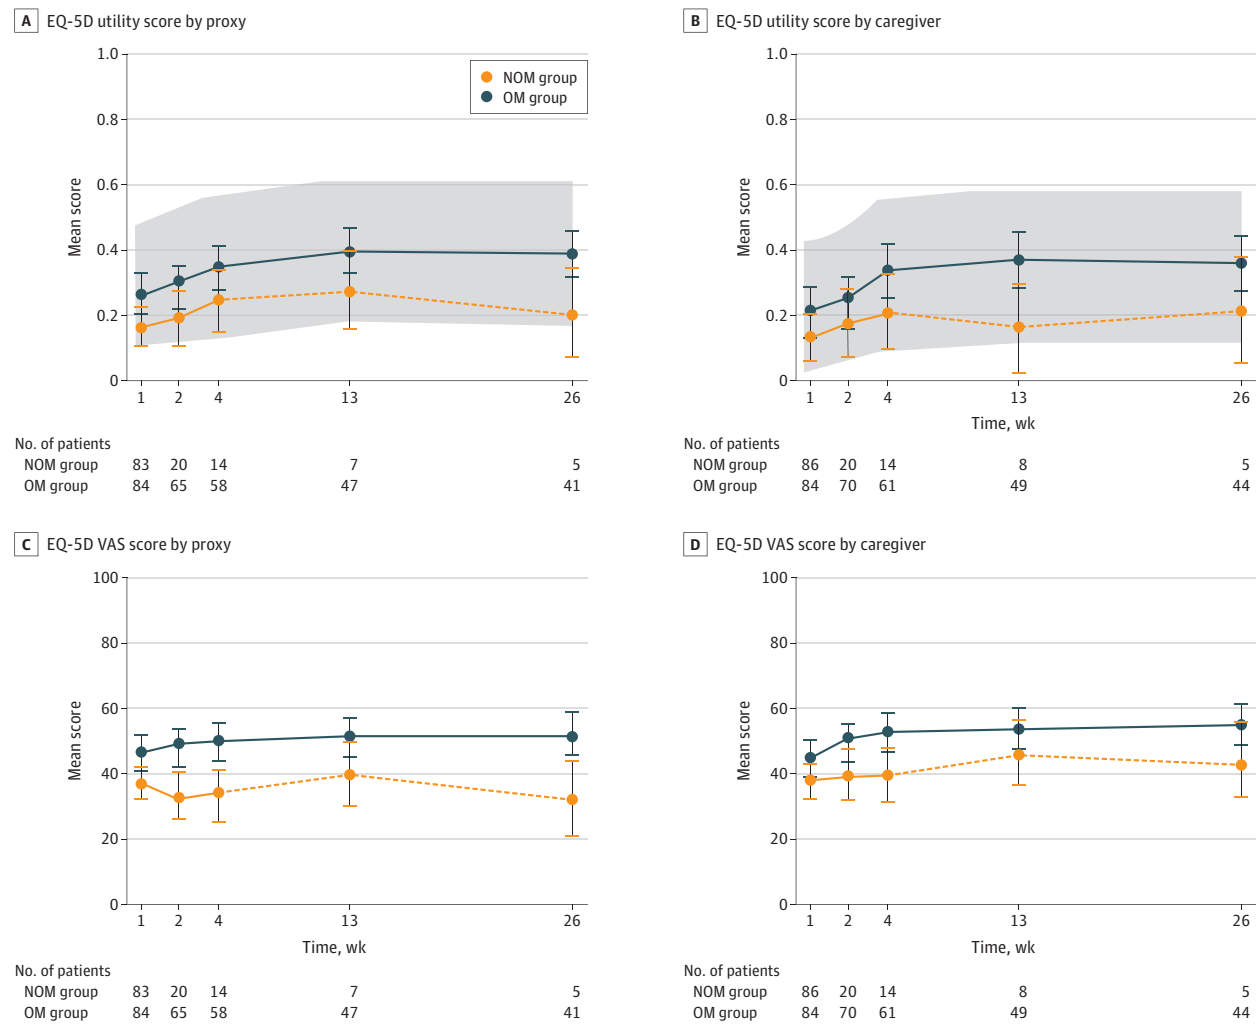 A EQ-5D utility score by proxy
1.0
0.8
0.6
0.4
0.2
0
Mean score
NOM group
OM group
1 2 4 13 26
No. of patients
NOM group 83 20 14 7 5
OM group 84 65 58 47 41
B EQ-5D utility score by caregiver
1.0
0.8
0.6
0.4
0.2
0
Mean score
1 2 4 13 26
Time, wk
No. of patients
NOM group 86 20 14 8 5
OM group 84 70 61 49 44
C EQ-5D VAS score by proxy
100
80
60
40
20
0
Mean score
1 2 4 13 26
Time, wk
No. of patients
NOM group 83 20 14 7 5
OM group 84 65 58 47 41
D EQ-5D VAS score by caregiver
100
80
60
40
20
0
Mean score
1 2 4 13 26
Time, wk
No. of patients
NOM group 86 20 14 8 5
OM group 84 70 61 49 44